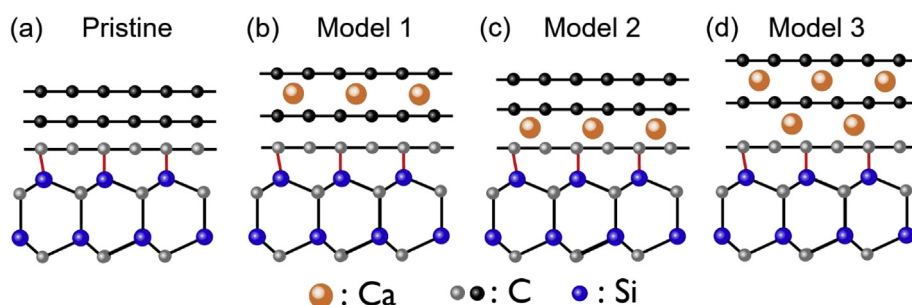 (a) Pristine (b) Model 1 (c) Model 2 (d) Model 3
: Ca : C : Si